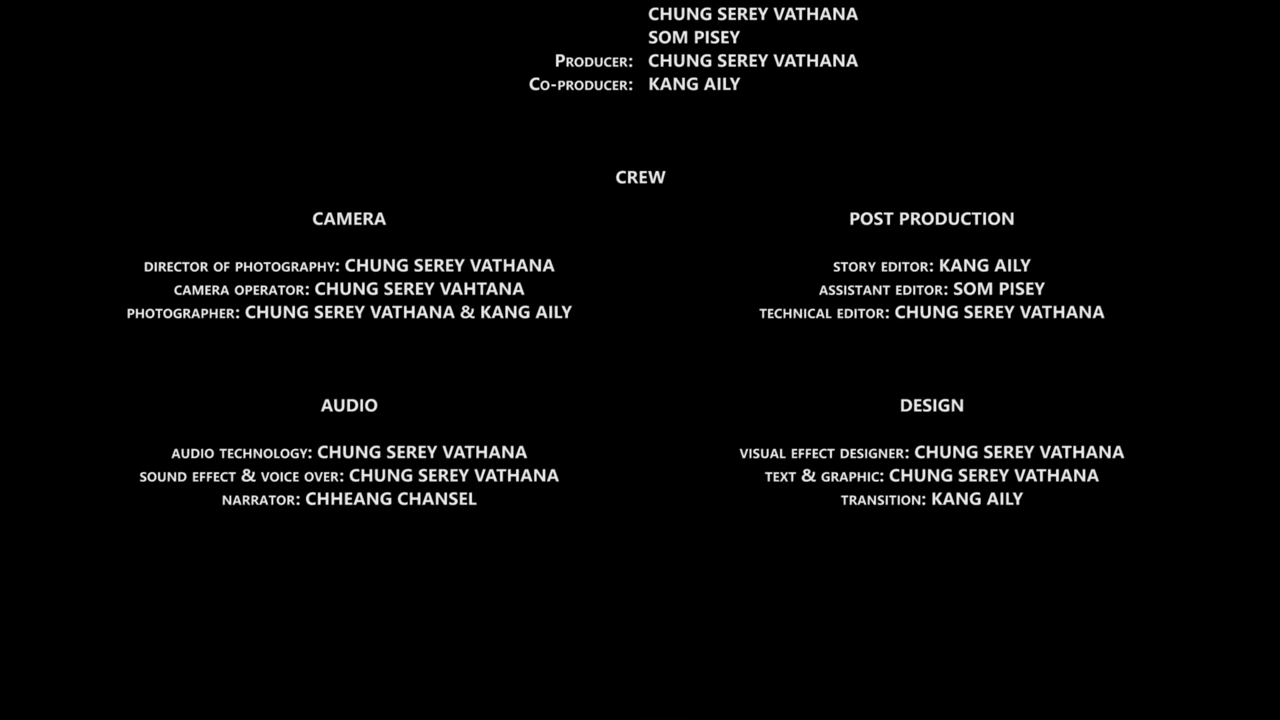 CHUNG SEREY VATHANA
SOM PISEY
PRODUCER: CHUNG SEREY VATHANA
CO-PRODUCER: KANG AILY
CREW
CAMERA
DIRECTOR OF PHOTOGRAPHY: CHUNG SEREY VATHANA
CAMERA OPERATOR: CHUNG SEREY VAHTANA
PHOTOGRAPHER: CHUNG SEREY VATHANA & KANG AILY
POST PRODUCTION
STORY EDITOR: KANG AILY
ASSISTANT EDITOR: SOM PISEY
TECHNICAL EDITOR: CHUNG SEREY VATHANA
AUDIO
AUDIO TECHNOLOGY: CHUNG SEREY VATHANA
SOUND EFFECT & VOICE OVER: CHUNG SEREY VATHANA
NARRATOR: CHHEANG CHANSEL
DESIGN
VISUAL EFFECT DESIGNER: CHUNG SEREY VATHANA
TEXT & GRAPHIC: CHUNG SEREY VATHANA
TRANSITION: KANG AILY